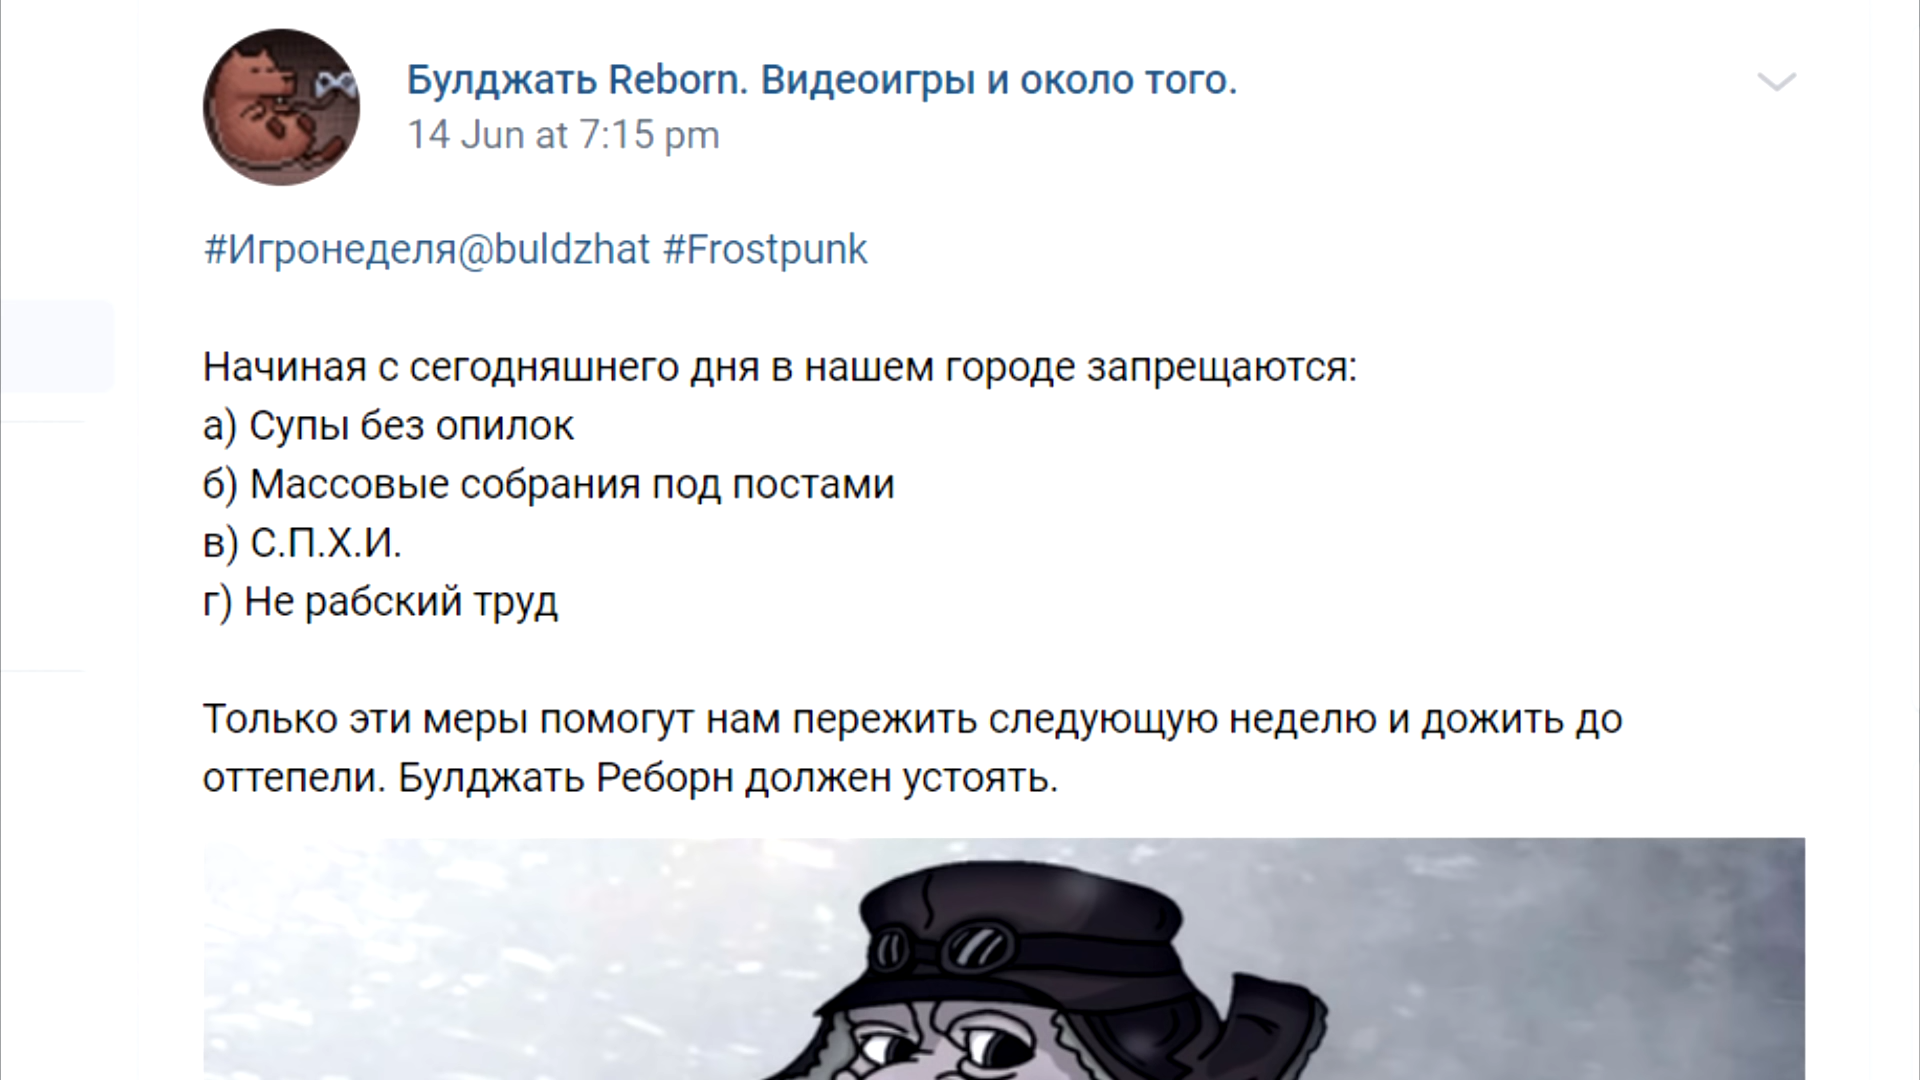 Булджать Reborn. Видеоигры и около того.
14 Jun at 7:15 pm
#Игронеделя@buldzhat #Frostpunk
Начиная с сегодняшнего дня в нашем городе запрещаются:
а) Супы без опилок
б) Массовые собрания под постами
в) С.П.Х.И.
г) Не рабский труд
Только эти меры помогут нам пережить следующую неделю и дожить до
оттепели. Булджать Реборн должен устоять.